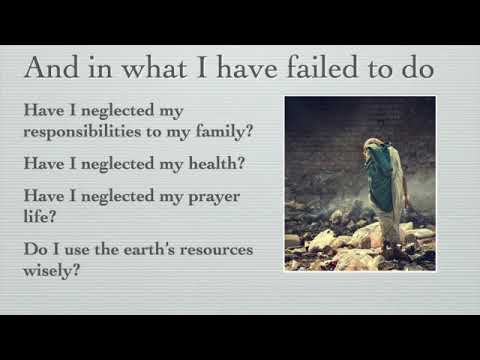 And in what I have failed to do
Have I neglected my
responsibilities to my family?
Have I neglected my health?
Have I neglected my prayer
life?
Do I use the earth's resources
wisely?